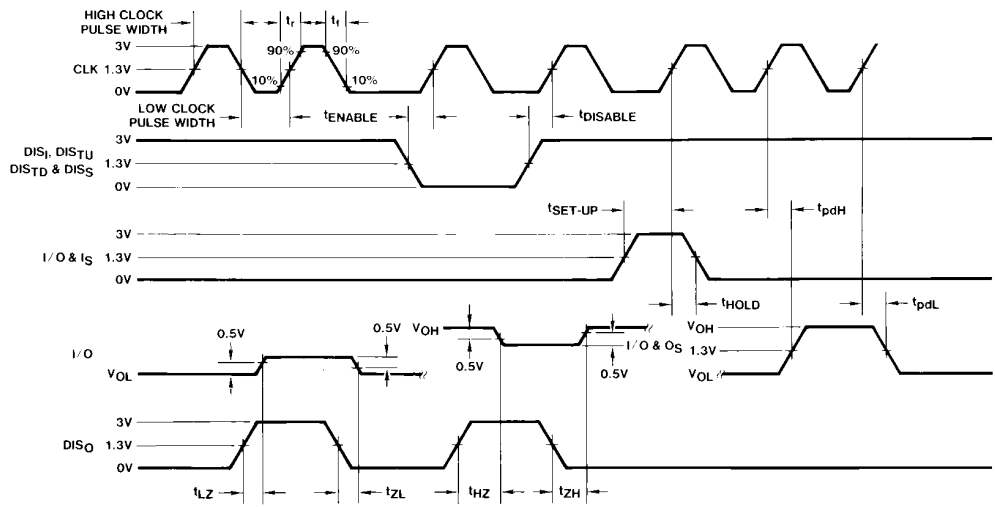 HIGH CLOCK
PULSE WIDTH
tr
tf
3V
90%
90%
CLK 1.3V
10%
10%
0V
LOW CLOCK
PULSE WIDTH
tENABLE
tDISABLE
3V
DISI, DISTU
1.3V
DISTD & DISS
0V
tSET-UP
tpdH
3V
I/O & IS
1.3V
0V
tHOLD
tpdL
0.5V
0.5V
VOH
VOH
I/O
I/O & OS
1.3V
VOL
0.5V
0.5V
VOL
3V
DISO
1.3V
0V
tLZ
tZL
tHZ
tZH